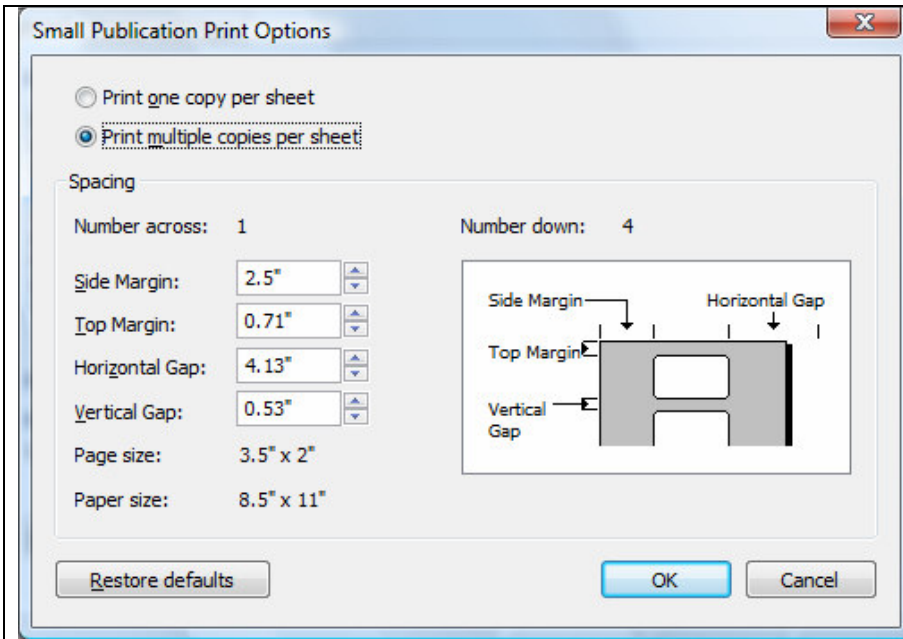 Small Publication Print Options
Print one copy per sheet
Print multiple copies per sheet
Spacing
Number across: 1
Number down: 4
Side Margin: 2.5"
Top Margin: 0.71"
Horizontal Gap: 4.13"
Vertical Gap: 0.53"
Page size: 3.5" x 2"
Paper size: 8.5" x 11"
Side Margin
Horizontal Gap
Top Margin
Vertical
Gap
Restore defaults
OK
Cancel